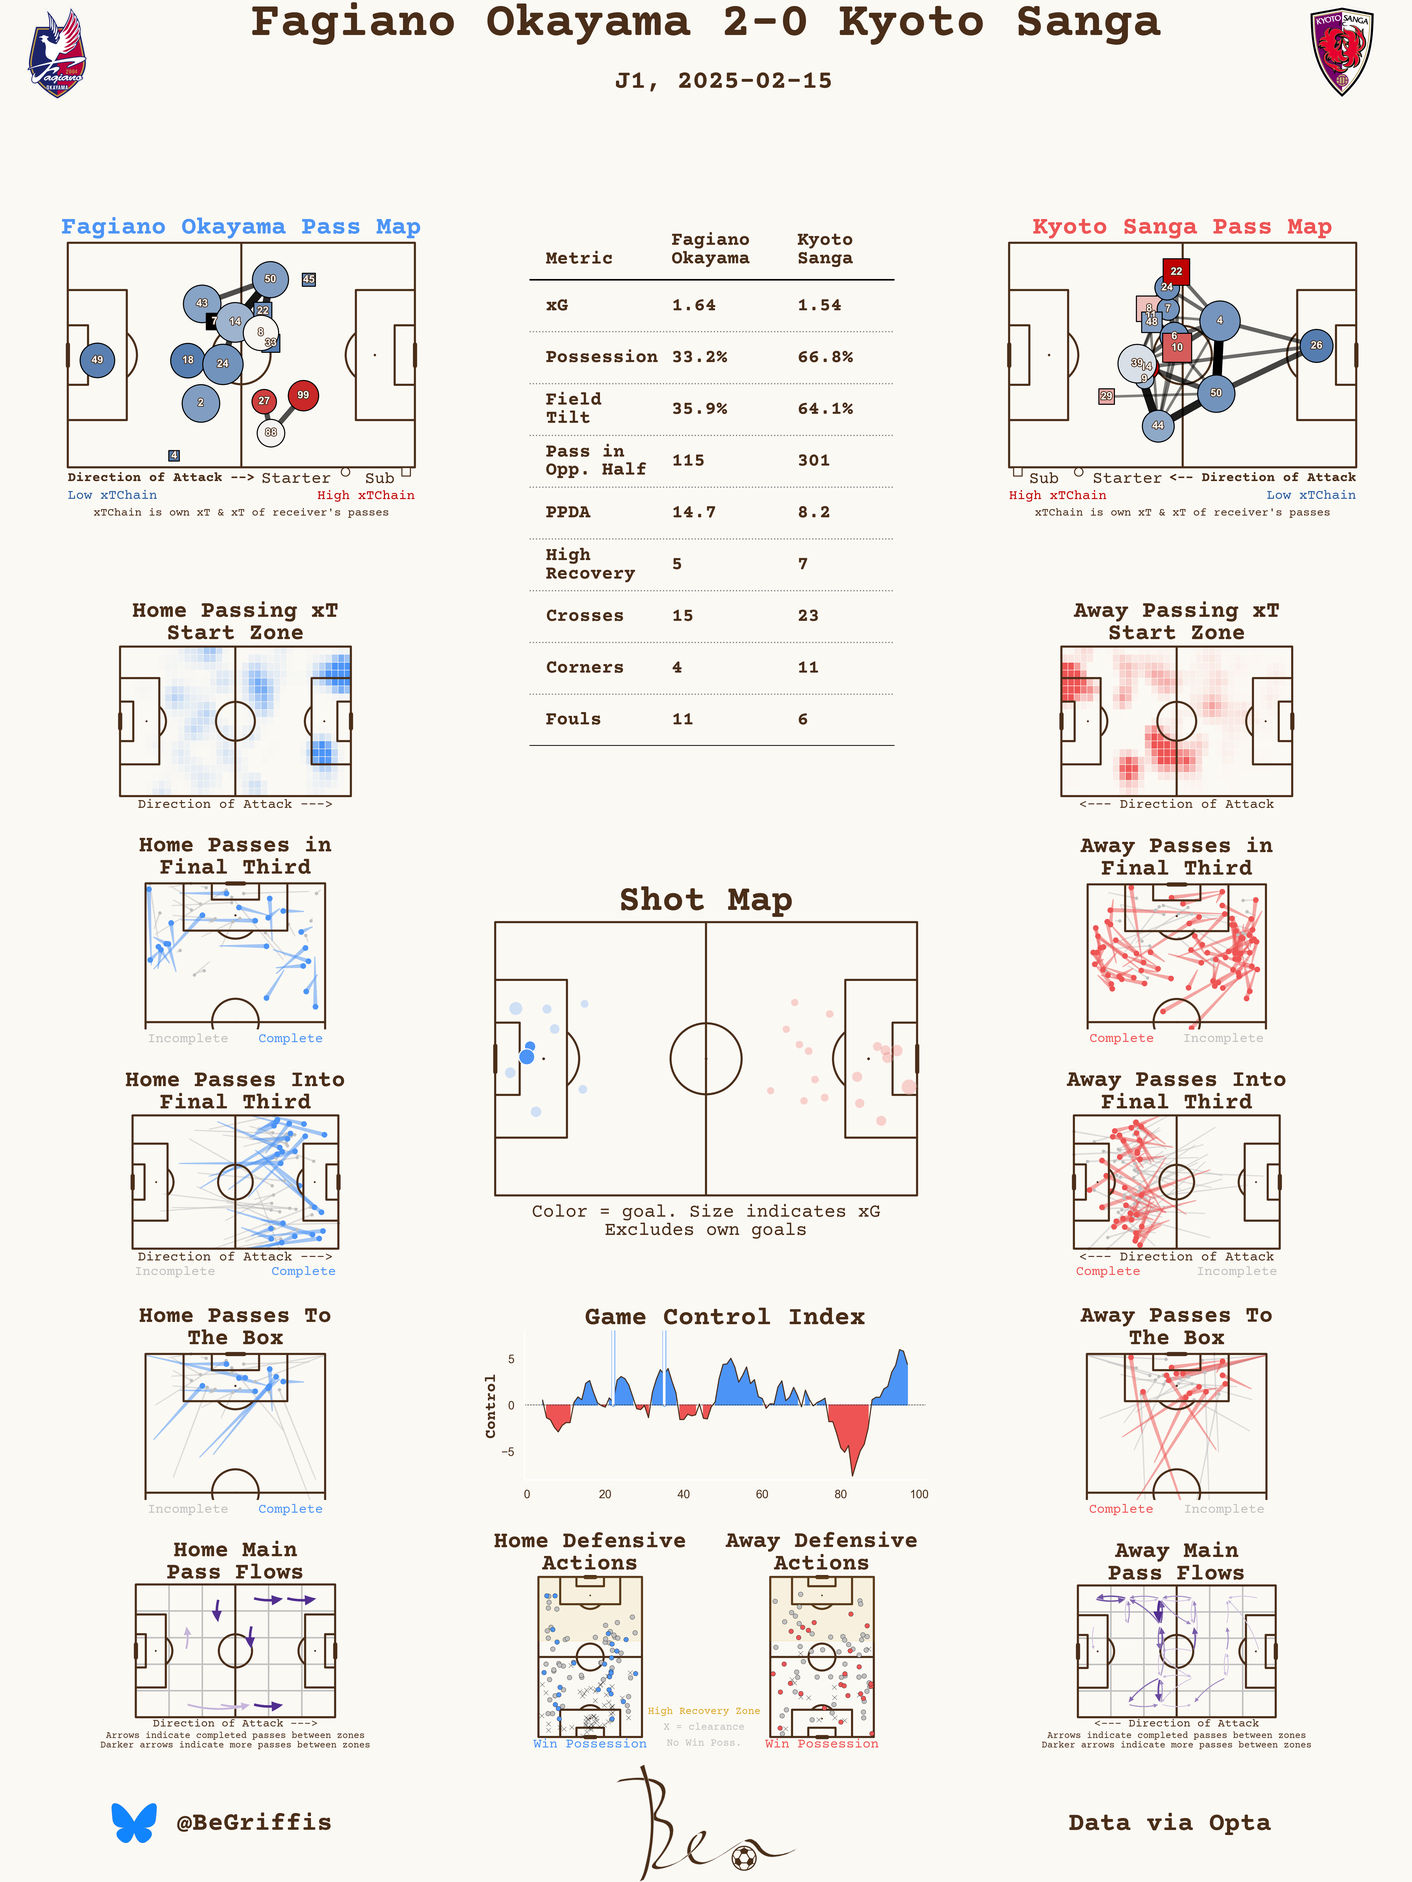 Fagiano Okayama 2-0 Kyoto Sanga
J1, 2025-02-15
Fagiano
OKAYAMA
KYOTO SANGA
Fagiano Okayama Pass Map
50
45
43
22
7
14
8
33
49
18
24
2
27
99
88
4
Direction of Attack --> Starter Sub
Low xTChain High xTChain
xTChain is own xT & xT of receiver's passes
Metric Fagiano Okayama Kyoto Sanga
xG 1.64 1.54
Possession 33.2% 66.8%
Field Tilt 35.9% 64.1%
Pass in Opp. Half 115 301
PPDA 14.7 8.2
High Recovery 5 7
Crosses 15 23
Corners 4 11
Fouls 11 6
Kyoto Sanga Pass Map
22
24
8
7
11
48
4
6
10
26
39
14
9
29
50
44
Sub Starter <-- Direction of Attack
High xTChain Low xTChain
xTChain is own xT & xT of receiver's passes
Home Passing xT
Start Zone
Direction of Attack --->
Away Passing xT
Start Zone
<--- Direction of Attack
Home Passes in
Final Third
Incomplete Complete
Shot Map
Color = goal. Size indicates xG
Excludes own goals
Away Passes in
Final Third
Complete Incomplete
Home Passes Into
Final Third
Direction of Attack --->
Incomplete Complete
Away Passes Into
Final Third
<--- Direction of Attack
Complete Incomplete
Home Passes To
The Box
Incomplete Complete
Game Control Index
Control
5
0
−5
0 20 40 60 80 100
Away Passes To
The Box
Complete Incomplete
Home Main
Pass Flows
Direction of Attack --->
Arrows indicate completed passes between zones
Darker arrows indicate more passes between zones
Home Defensive
Actions
Win Possession
High Recovery Zone
X = clearance
No Win Poss.
Away Defensive
Actions
Win Possession
Away Main
Pass Flows
<--- Direction of Attack
Arrows indicate completed passes between zones
Darker arrows indicate more passes between zones
@BeGriffis
Ben
Data via Opta